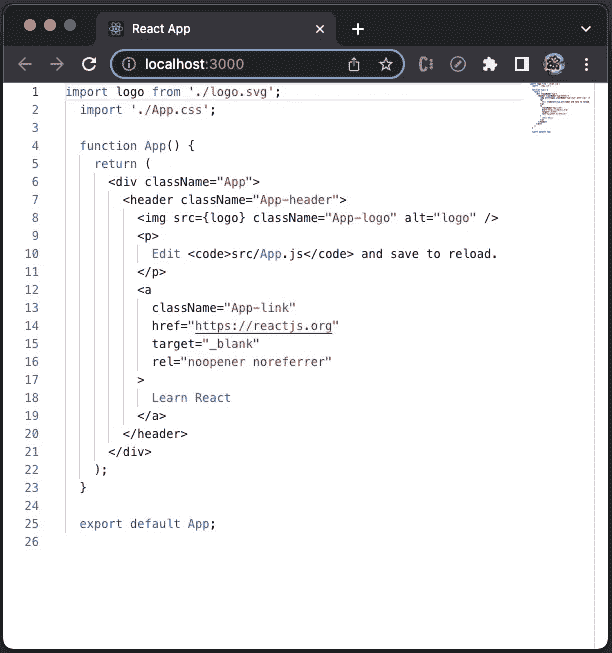 React App
localhost:3000
1 import logo from './logo.svg';
2   import './App.css';
3
4   function App() {
5     return (
6       <div className="App">
7         <header className="App-header">
8           <img src={logo} className="App-logo" alt="logo" />
9           <p>
10             Edit <code>src/App.js</code> and save to reload.
11           </p>
12           <a
13             className="App-link"
14             href="https://reactjs.org"
15             target="_blank"
16             rel="noopener noreferrer"
17           >
18             Learn React
19           </a>
20         </header>
21       </div>
22     );
23   }
24
25   export default App;
26